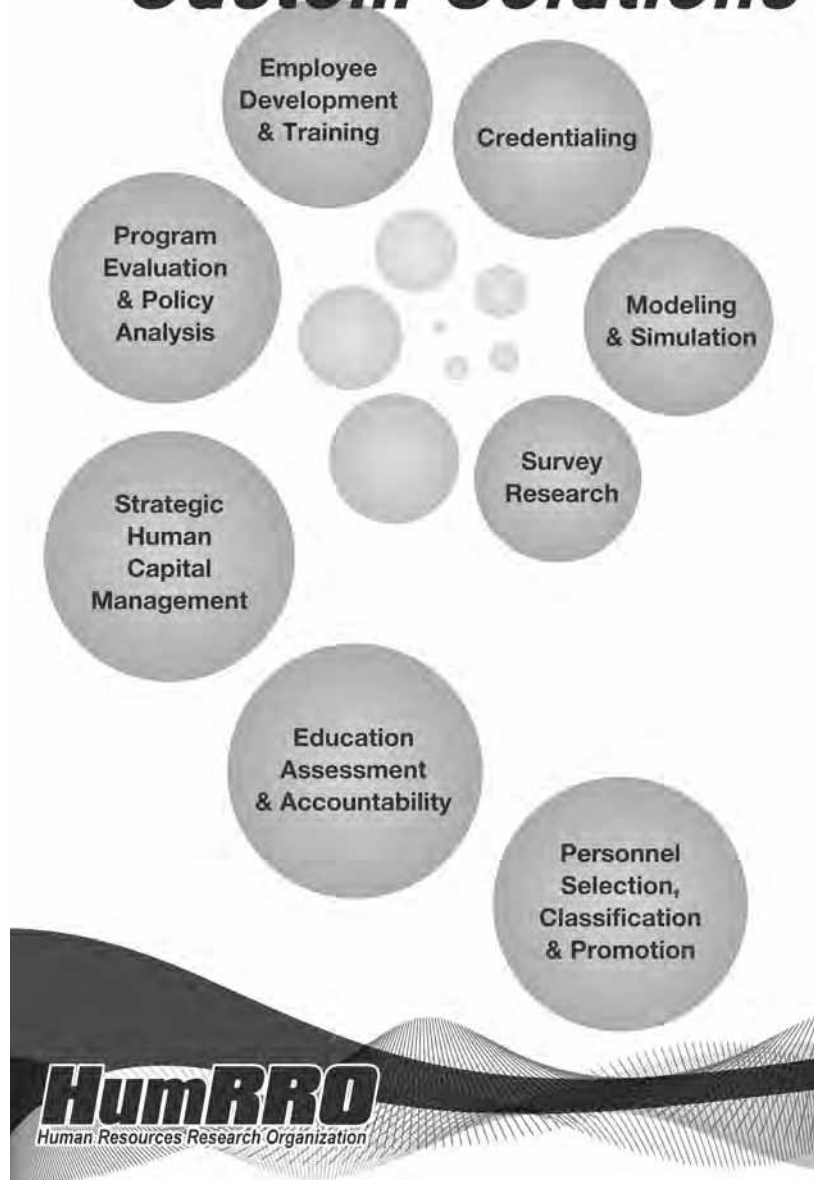 Custom Solutions
Employee
Development
& Training
Credentialing
Program
Evaluation
& Policy
Analysis
Modeling
& Simulation
Survey
Research
Strategic
Human
Capital
Management
Education
Assessment
& Accountability
Personnel
Selection,
Classification
& Promotion
HumRRO
Human Resources Research Organization